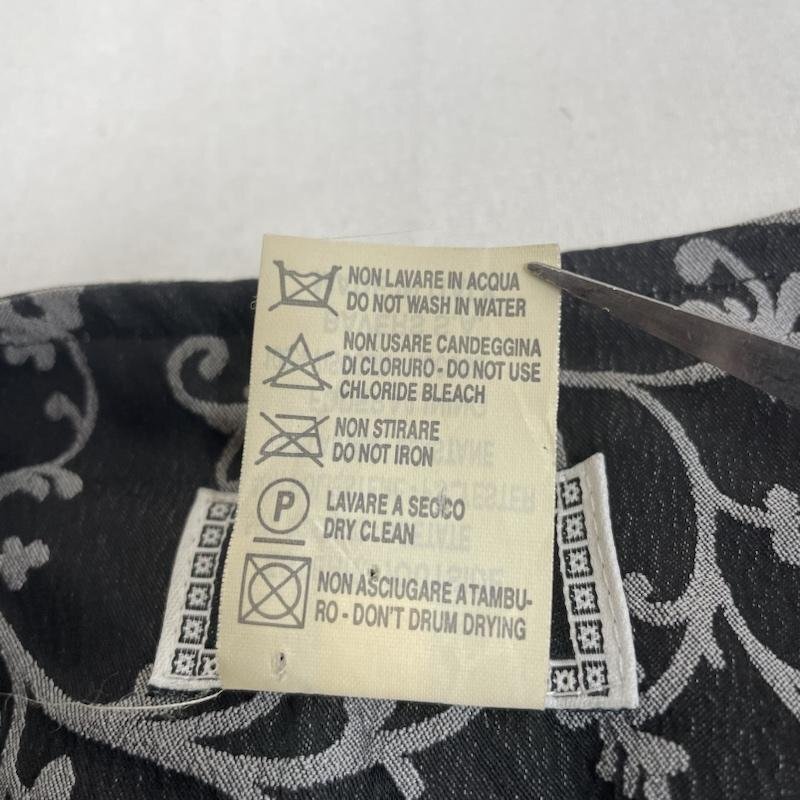 NON LAVARE IN ACQUA
DO NOT WASH IN WATER
NON USARE CANDEGGINA
DI CLORURO - DO NOT USE
CHLORIDE BLEACH
NON STIRARE
DO NOT IRON
P
LAVARE A SECCO
DRY CLEAN
NON ASCIUGARE A TAMBU-
RO - DON'T DRUM DRYING